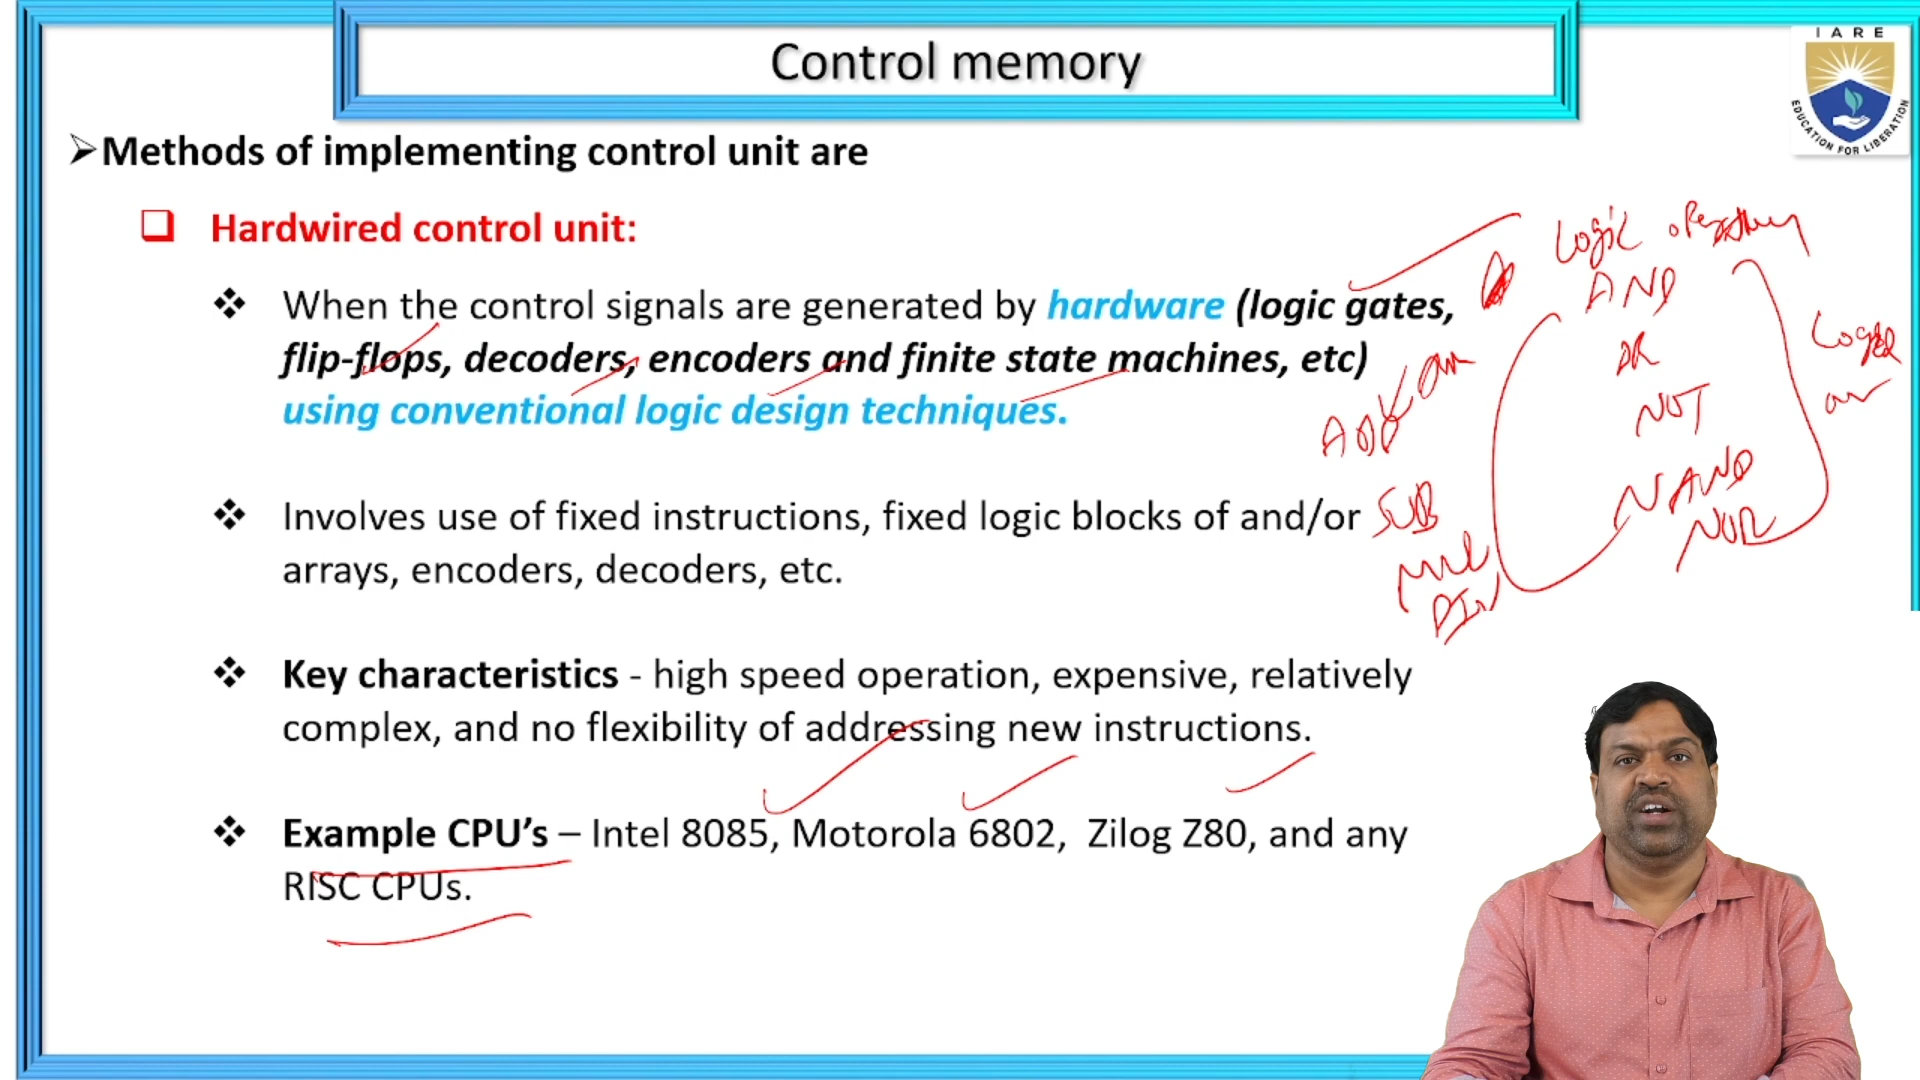 Control memory
IARE
EDUCATION FOR LIBERATION
➢Methods of implementing control unit are
❑ Hardwired control unit:
❖ When the control signals are generated by hardware (logic gates,
flip-flops, decoders, encoders and finite state machines, etc)
using conventional logic design techniques.
❖ Involves use of fixed instructions, fixed logic blocks of and/or
arrays, encoders, decoders, etc.
❖ Key characteristics - high speed operation, expensive, relatively
complex, and no flexibility of addressing new instructions.
❖ Example CPU's – Intel 8085, Motorola 6802, Zilog Z80, and any
RISC CPUs.
Logic
AND
OR
NOT
NAND
NOR
ADD
SUB
MUL
DIV